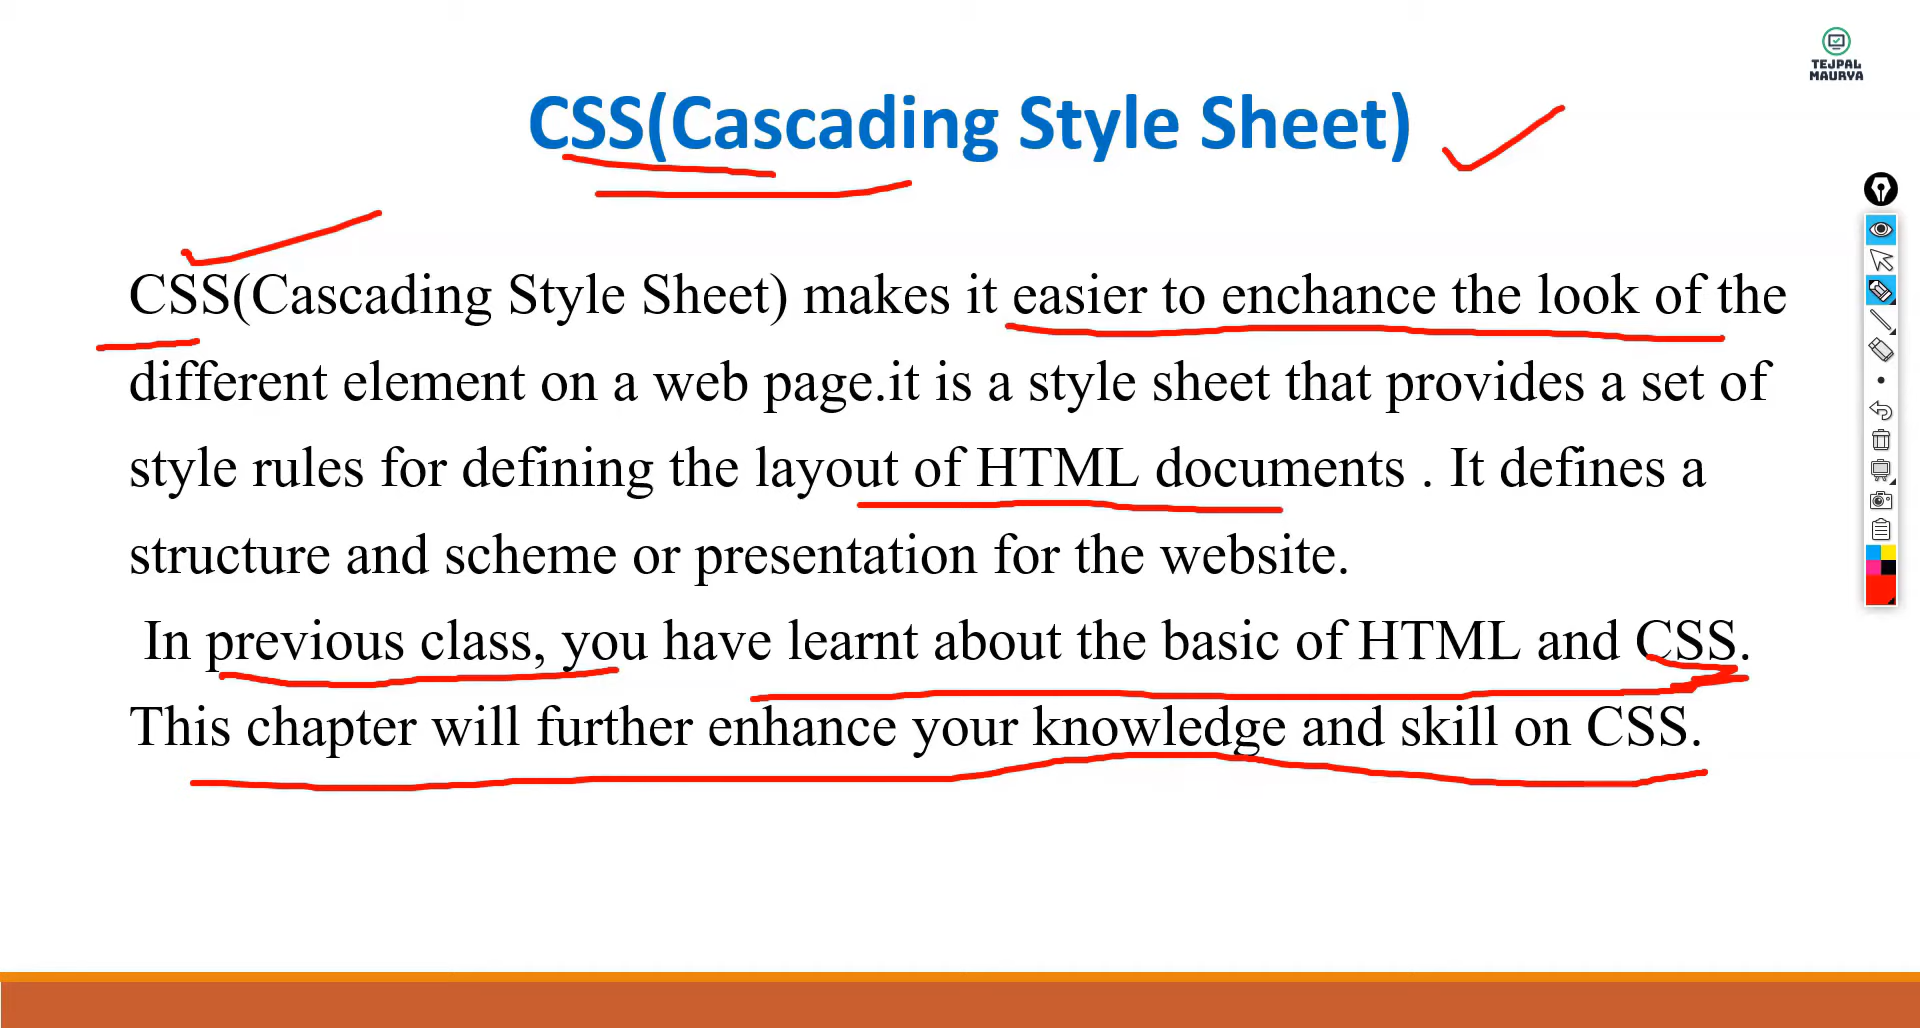 TEJPAL
MAURYA
CSS(Cascading Style Sheet)
CSS(Cascading Style Sheet) makes it easier to enchance the look of the
different element on a web page.it is a style sheet that provides a set of
style rules for defining the layout of HTML documents . It defines a
structure and scheme or presentation for the website.
In previous class, you have learnt about the basic of HTML and CSS.
This chapter will further enhance your knowledge and skill on CSS.